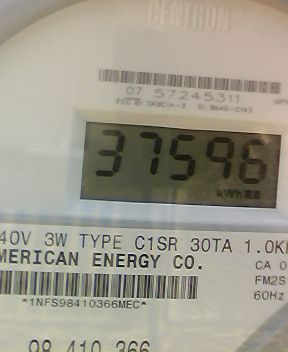 CENTRON
07 57245311
37596
kWh
40V 3W TYPE C1SR 30TA 1.0K
MERICAN ENERGY CO.
CA 0
FM2S
*1NFS98410366MEC*
60Hz
98 410 366